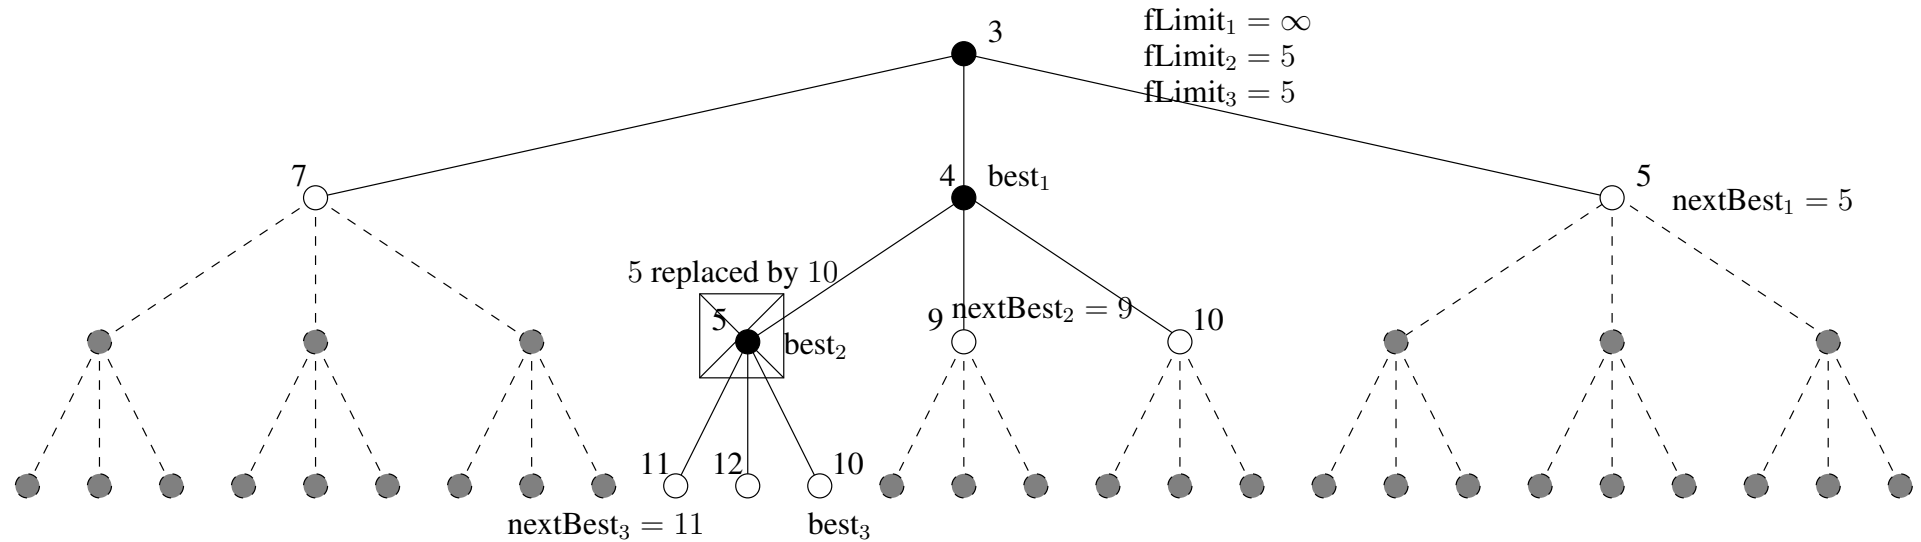 3
fLimit₁ = ∞
fLimit₂ = 5
fLimit₃ = 5
7
4 best₁
5
nextBest₁ = 5
5 replaced by 10
5
best₂
9 nextBest₂ = 9
10
11
12
10
nextBest₃ = 11
best₃